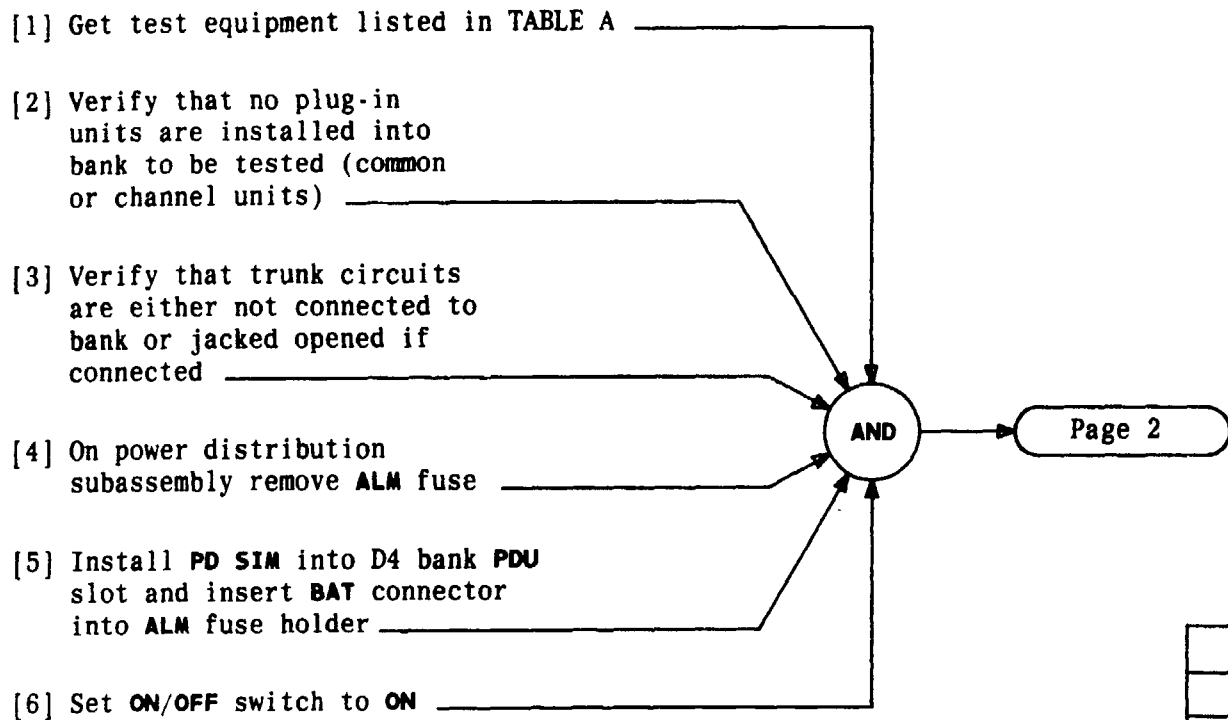 [1] Get test equipment listed in TABLE A
[2] Verify that no plug-in
units are installed into
bank to be tested (common
or channel units)
[3] Verify that trunk circuits
are either not connected to
bank or jacked opened if
connected
[4] On power distribution
subassembly remove ALM fuse
[5] Install PD SIM into D4 bank PDU
slot and insert BAT connector
into ALM fuse holder
[6] Set ON/OFF switch to ON
AND
Page 2